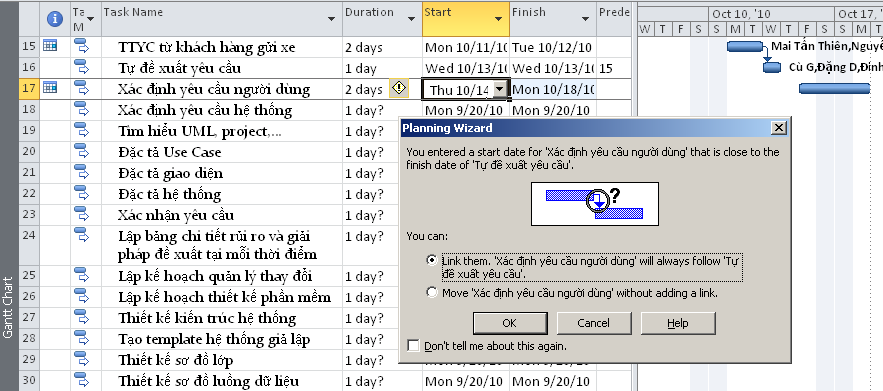 Ta M Task Name Duration Start Finish Prede
Oct 10, '10 Oct 17,
W T F S S M T W T F S S M T
15 TTYC từ khách hàng gửi xe 2 days Mon 10/11/10 Tue 10/12/10
Mai Tấn Thiên,Nguyễ
16 Tự đề xuất yêu cầu 1 day Wed 10/13/10 Wed 10/13/10 15
Cù G,Đặng D,Đinh
17 Xác định yêu cầu người dùng 2 days Thu 10/14 Mon 10/18/10
18 Xác định yêu cầu hệ thống 1 day? Mon 9/20/10 Mon 9/20/10
19 Tìm hiểu UML, project,... 1 day?
20 Đặc tả Use Case 1 day?
21 Đặc tả giao diện 1 day?
22 Đặc tả hệ thống 1 day?
23 Xác nhận yêu cầu 1 day?
24 Lập bảng chi tiết rủi ro và giải 1 day?
pháp đề xuất tại mỗi thời điểm
25 Lập kế hoạch quản lý thay đổi 1 day?
26 Lập kế hoạch thiết kế phần mềm 1 day?
27 Thiết kế kiến trúc hệ thống 1 day?
28 Tạo template hệ thống giả lập 1 day?
29 Thiết kế sơ đồ lớp 1 day? Mon 9/20/10 Mon 9/20/10
30 Thiết kế sơ đồ luồng dữ liệu 1 day? Mon 9/20/10 Mon 9/20/10
Gantt Chart
Planning Wizard
You entered a start date for 'Xác định yêu cầu người dùng' that is close to the
finish date of 'Tự đề xuất yêu cầu'.
?
You can:
Link them. 'Xác định yêu cầu người dùng' will always follow 'Tự
đề xuất yêu cầu'.
Move 'Xác định yêu cầu người dùng' without adding a link.
OK Cancel Help
Don't tell me about this again.